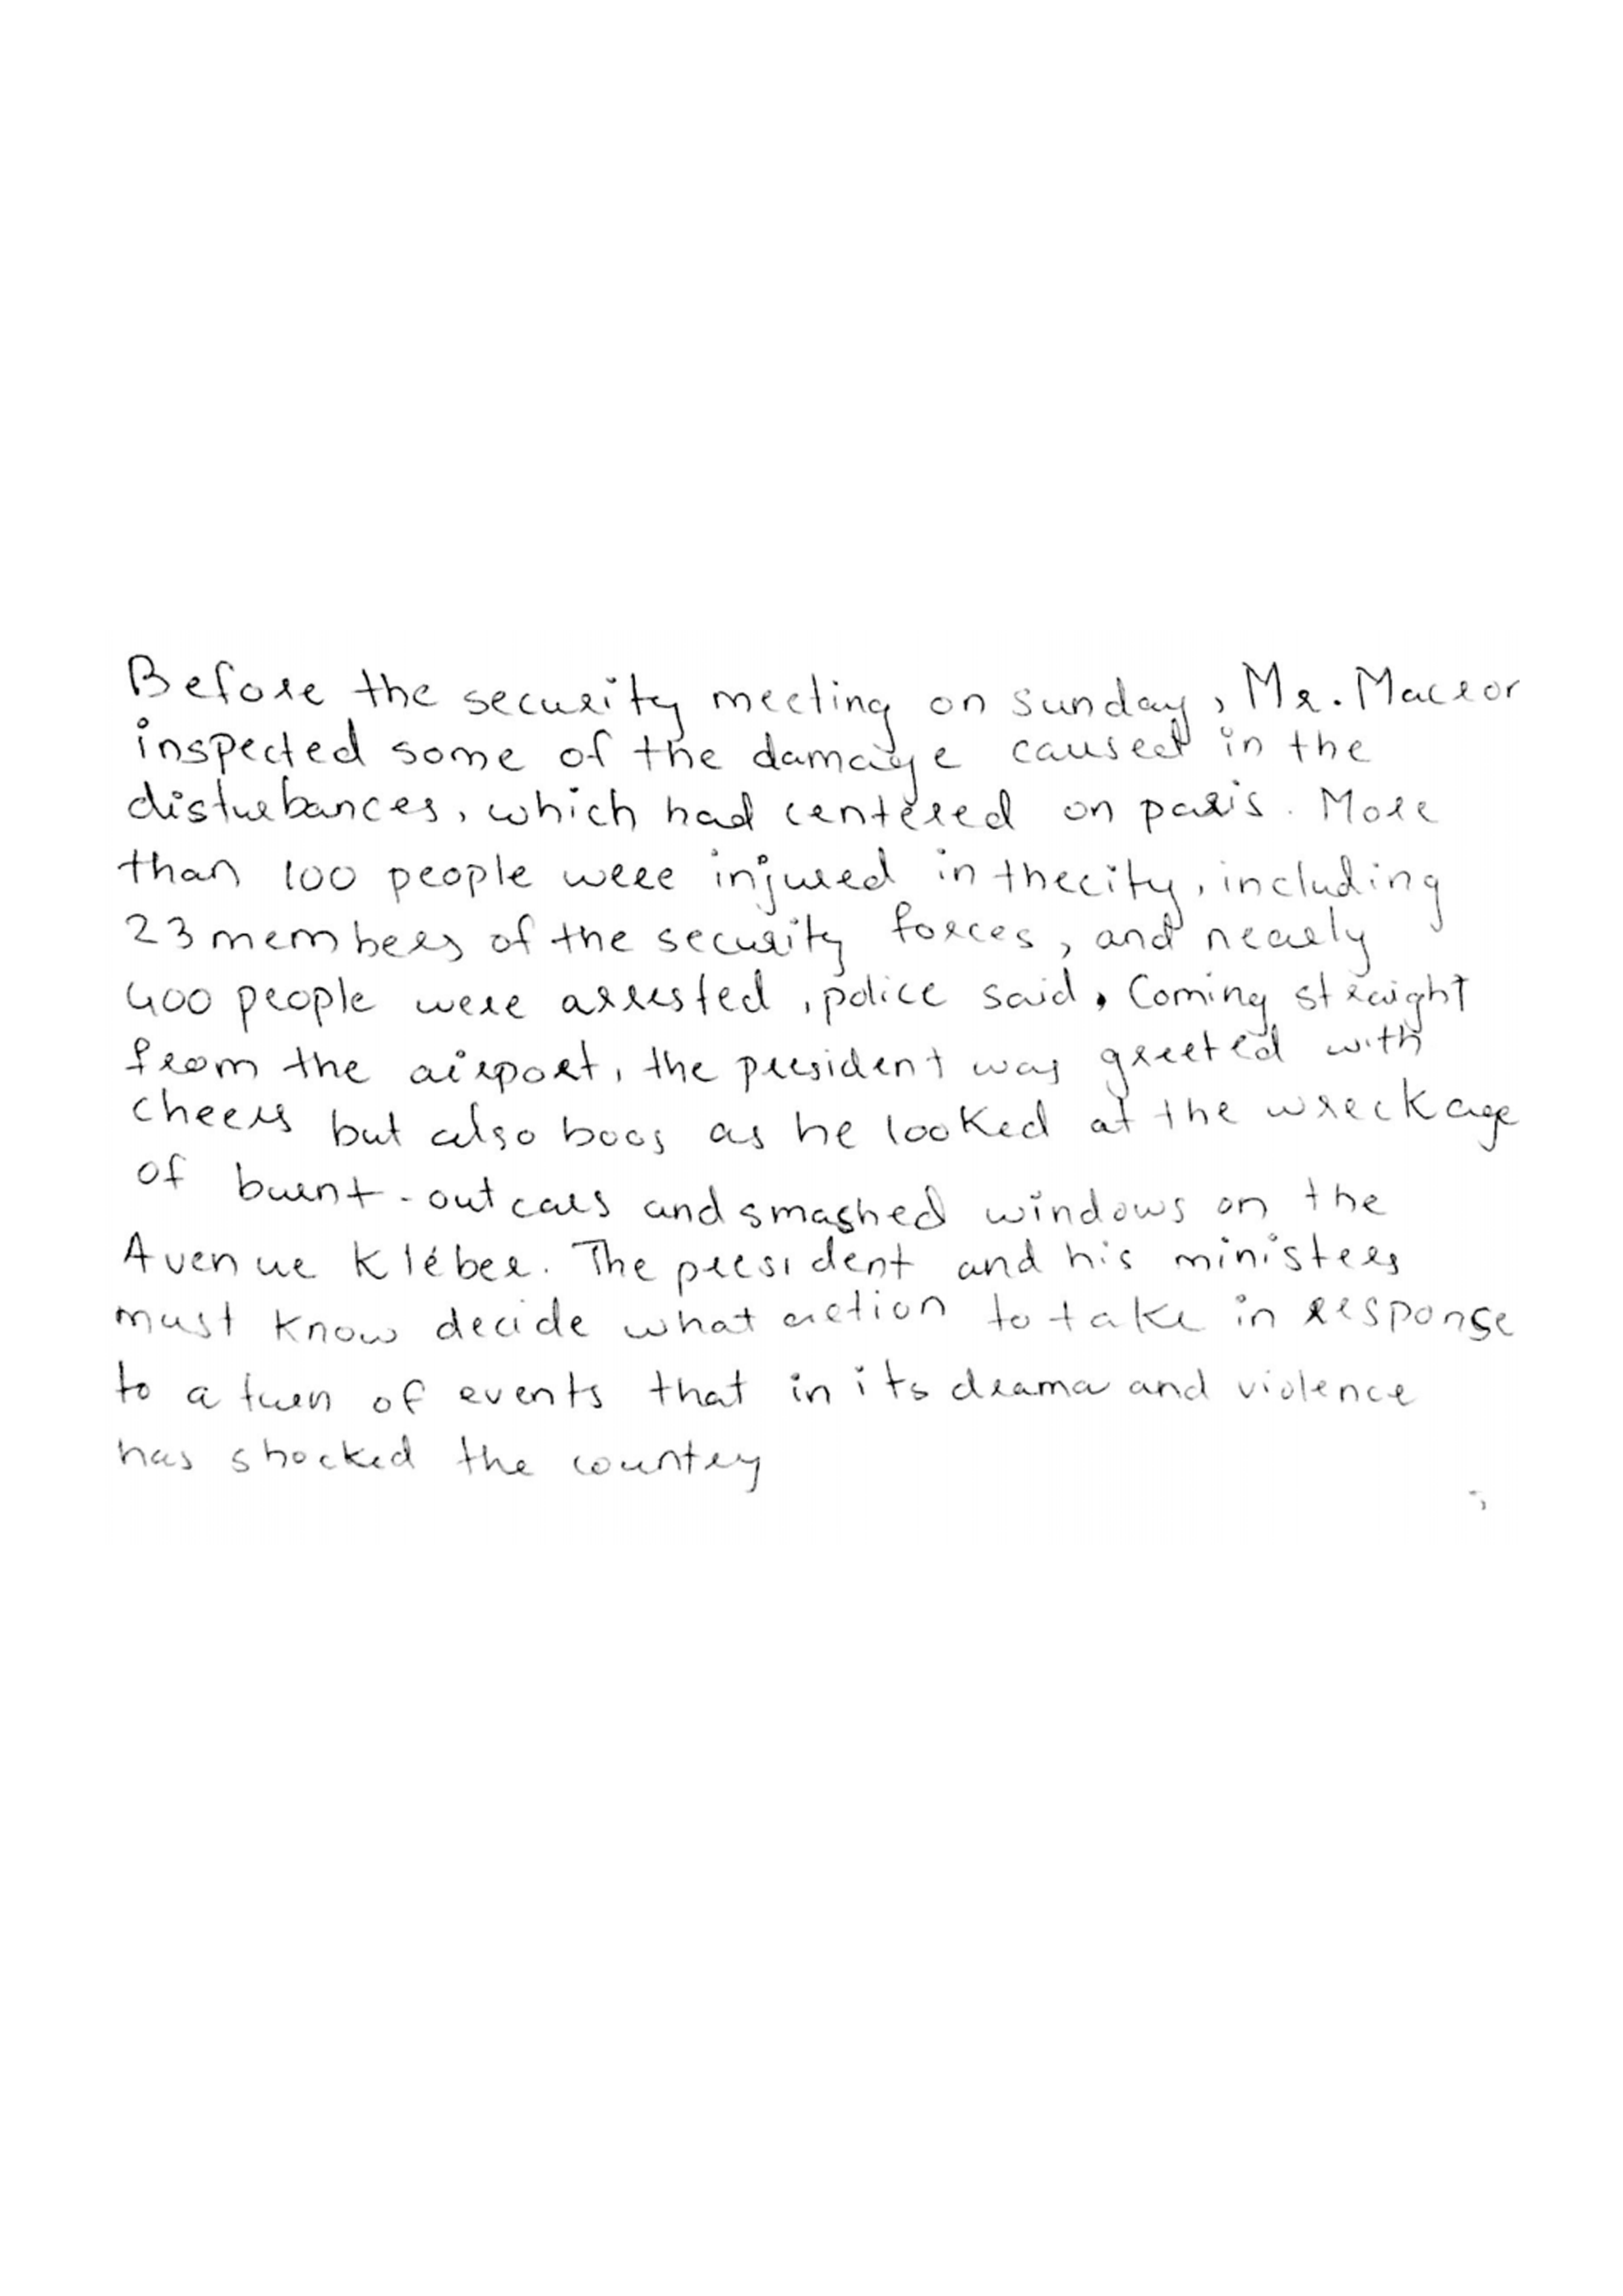 Before the security meeting on sunday, Mr. Macror
inspected some of the damage caused in the
disturbances, which had centered on paris. More
than 100 people were injured in thecity, including
23 members of the security forces, and nearly
400 people were arrested, police said, Coming straight
from the airport, the president was greeted with
cheers but also boos as he looked at the wreckage
of burnt-out cars and smashed windows on the
Avenue Kléber. The president and his ministers
must know decide what action to take in response
to a turn of events that in its drama and violence
has shocked the country